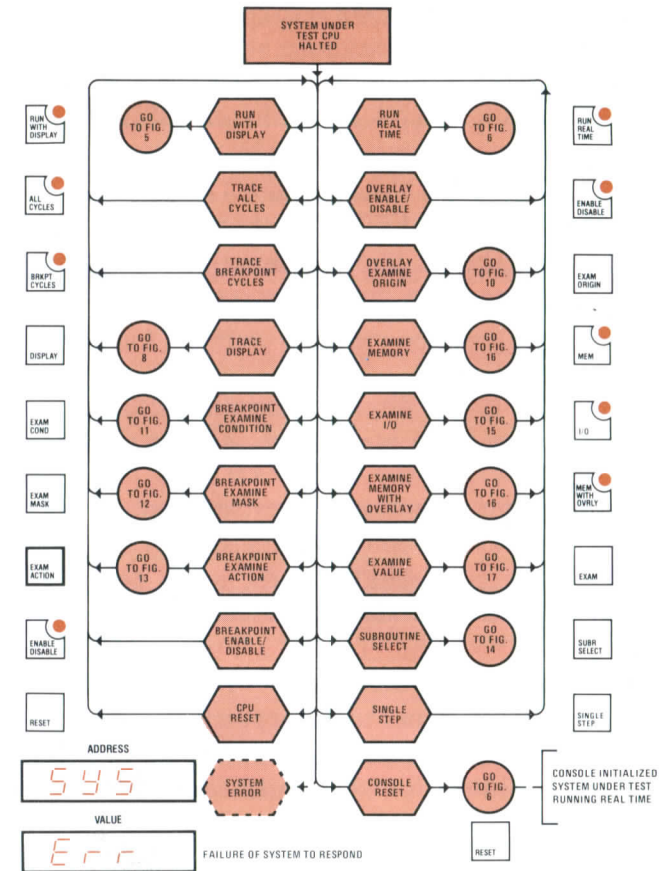 SYSTEM UNDER
TEST CPU
HALTED
RUN
WITH
DISPLAY
GO
TO FIG.
5
RUN
WITH
DISPLAY
RUN
REAL
TIME
GO
TO FIG.
6
RUN
REAL
TIME
ALL
CYCLES
TRACE
ALL
CYCLES
OVERLAY
ENABLE/
DISABLE
ENABLE
DISABLE
BRKPT
CYCLES
TRACE
BREAKPOINT
CYCLES
OVERLAY
EXAMINE
ORIGIN
GO
TO FIG.
10
EXAM
ORIGIN
DISPLAY
GO
TO FIG.
8
TRACE
DISPLAY
EXAMINE
MEMORY
GO
TO FIG.
16
MEM
EXAM
COND
GO
TO FIG.
11
BREAKPOINT
EXAMINE
CONDITION
EXAMINE
I/O
GO
TO FIG.
15
I/O
EXAM
MASK
GO
TO FIG.
12
BREAKPOINT
EXAMINE
MASK
EXAMINE
MEMORY
WITH
OVERLAY
GO
TO FIG.
16
MEM
WITH
OVRLY
EXAM
ACTION
GO
TO FIG.
13
BREAKPOINT
EXAMINE
ACTION
EXAMINE
VALUE
GO
TO FIG.
17
EXAM
ENABLE
DISABLE
BREAKPOINT
ENABLE/
DISABLE
SUBROUTINE
SELECT
GO
TO FIG.
14
SUBR
SELECT
RESET
CPU
RESET
SINGLE
STEP
SINGLE
STEP
ADDRESS
SYS
SYSTEM
ERROR
CONSOLE
RESET
GO
TO FIG.
6
CONSOLE INITIALIZED
SYSTEM UNDER TEST
RUNNING REAL TIME
VALUE
Err
FAILURE OF SYSTEM TO RESPOND
RESET